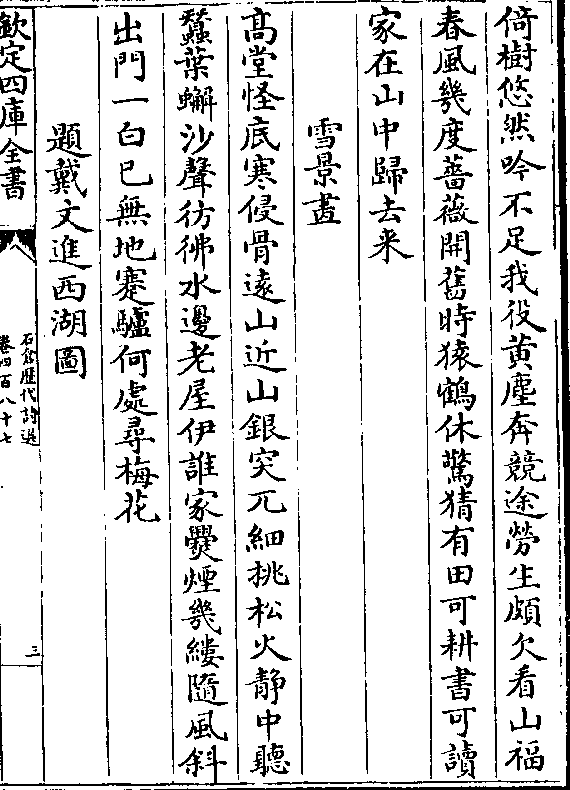 倚樹悠然吟不足我役黃塵奔競途勞生頗欠看山福
春風幾度薔薇開舊時猿鶴休驚猜有田可耕書可讀
家在山中歸去来
雪景畫
高堂怪底寒侵骨遠山近山銀突兀細挑松火静中聽
蠶葉蠏沙聲彷彿水邊老屋伊誰家爨煙幾縷隨風斜
出門一白已無地蹇驢何處尋梅花
題戴文進西湖圖
欽定四庫全書
石倉歴代詩選
卷四百八十七
三